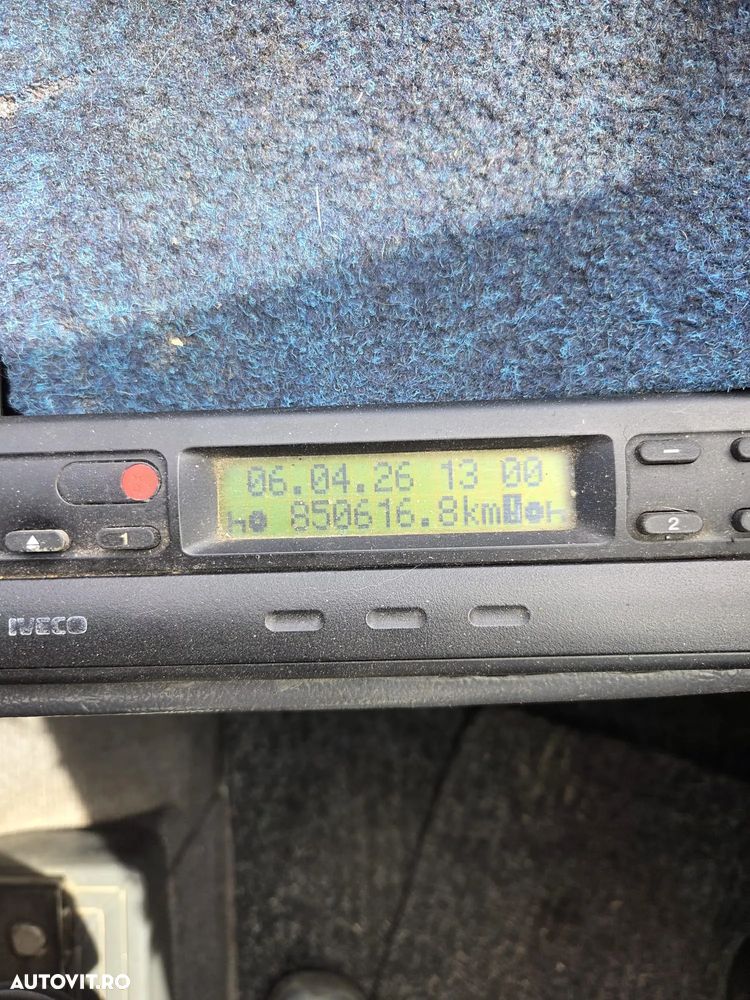 06.04.26 13 00
850616.8km
1
2
IVECO
AUTOVIT.RO